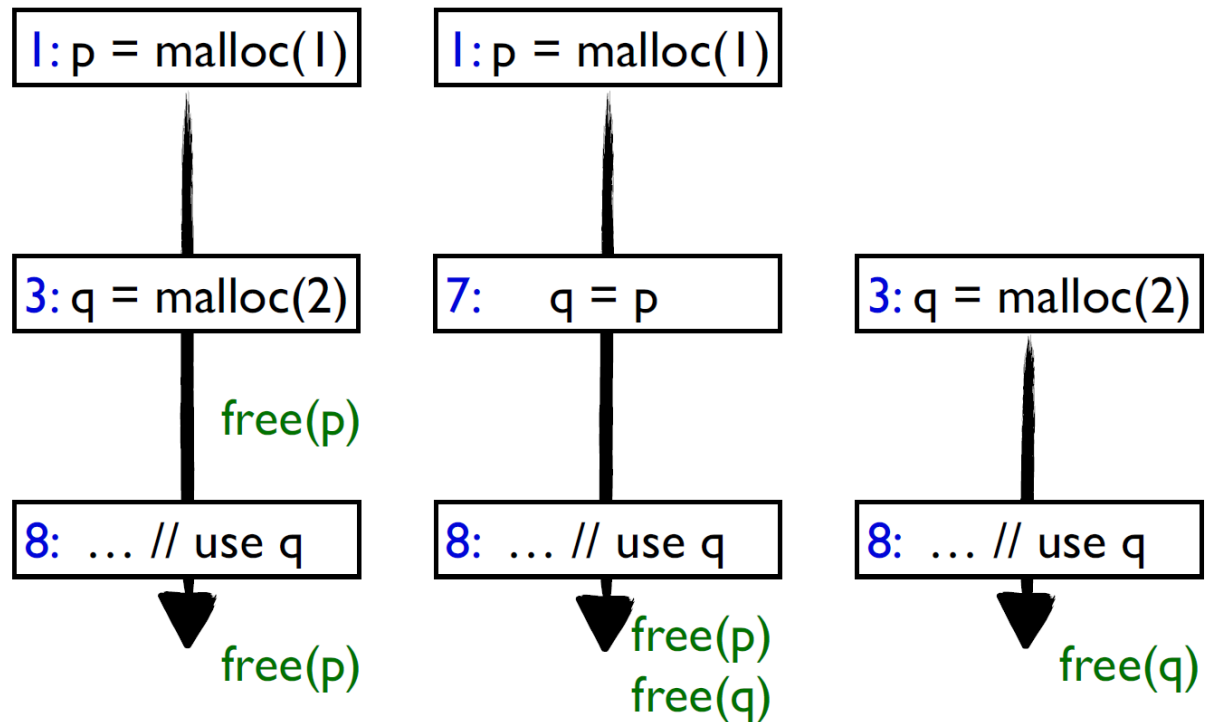 1: p = malloc(1)
3: q = malloc(2)
free(p)
8: … // use q
free(p)
1: p = malloc(1)
7: q = p
8: … // use q
free(p)
free(q)
3: q = malloc(2)
8: … // use q
free(q)